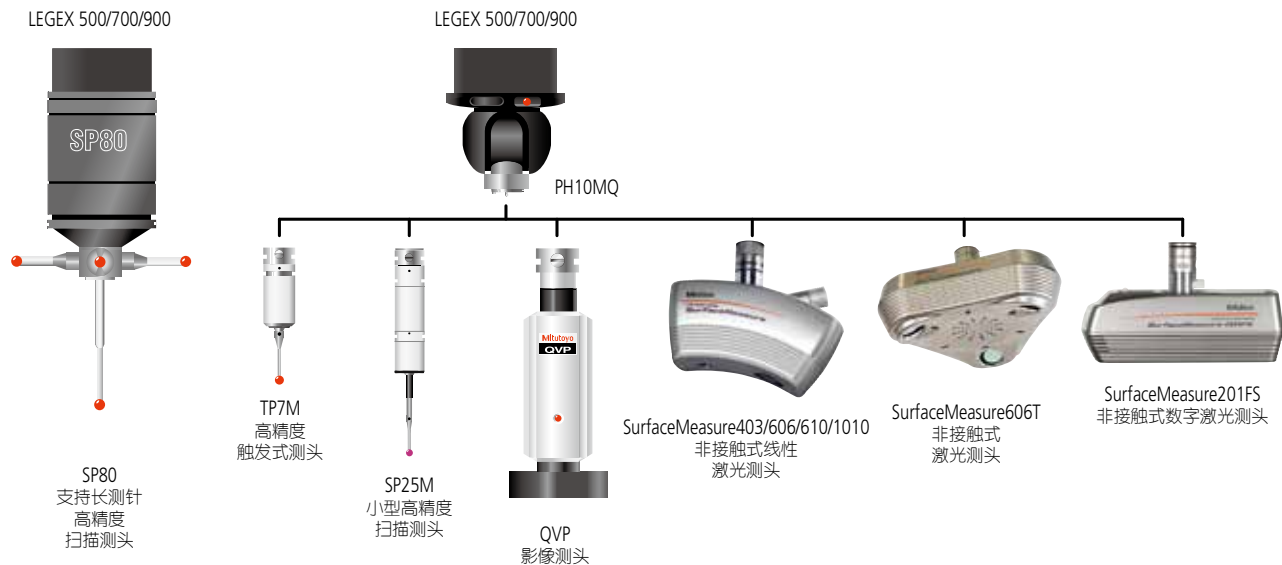 LEGEX 500/700/900
LEGEX 500/700/900
SP80
PH10MQ
Mitutoyo
QVP
SurfaceMeasure
TP7M
高精度
触发式测头
SP80
支持长测针
高精度
扫描测头
SP25M
小型高精度
扫描测头
QVP
影像测头
SurfaceMeasure403/606/610/1010
非接触式线性
激光测头
SurfaceMeasure606T
非接触式
激光测头
SurfaceMeasure201FS
非接触式数字激光测头